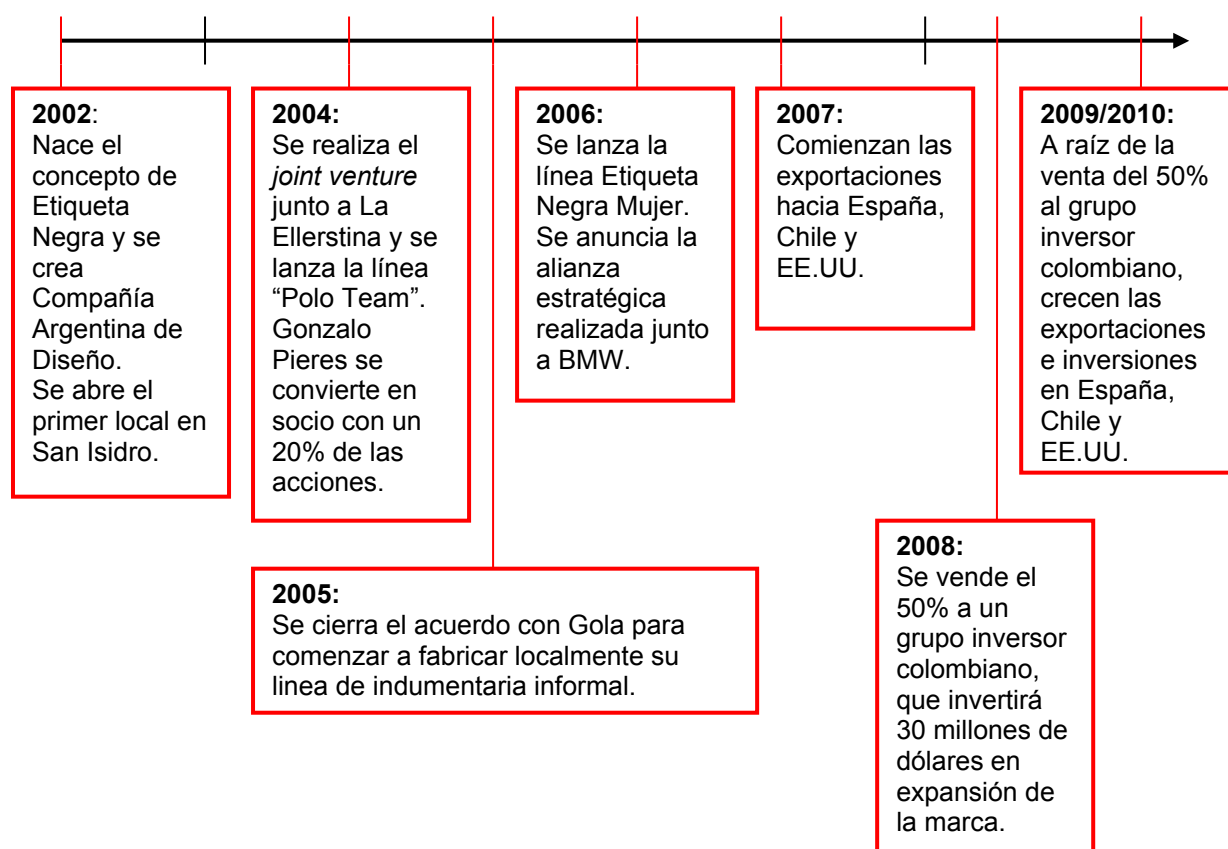 2002:
Nace el
concepto de
Etiqueta
Negra y se
crea
Compañía
Argentina de
Diseño.
Se abre el
primer local en
San Isidro.
2004:
Se realiza el
joint venture
junto a La
Ellerstina y se
lanza la línea
“Polo Team”.
Gonzalo
Pieres se
convierte en
socio con un
20% de las
acciones.
2006:
Se lanza la
línea Etiqueta
Negra Mujer.
Se anuncia la
alianza
estratégica
realizada junto
a BMW.
2007:
Comienzan las
exportaciones
hacia España,
Chile y
EE.UU.
2009/2010:
A raíz de la
venta del 50%
al grupo
inversor
colombiano,
crecen las
exportaciones
e inversiones
en España,
Chile y
EE.UU.
2005:
Se cierra el acuerdo con Gola para
comenzar a fabricar localmente su
linea de indumentaria informal.
2008:
Se vende el
50% a un
grupo inversor
colombiano,
que invertirá
30 millones de
dólares en
expansión de
la marca.